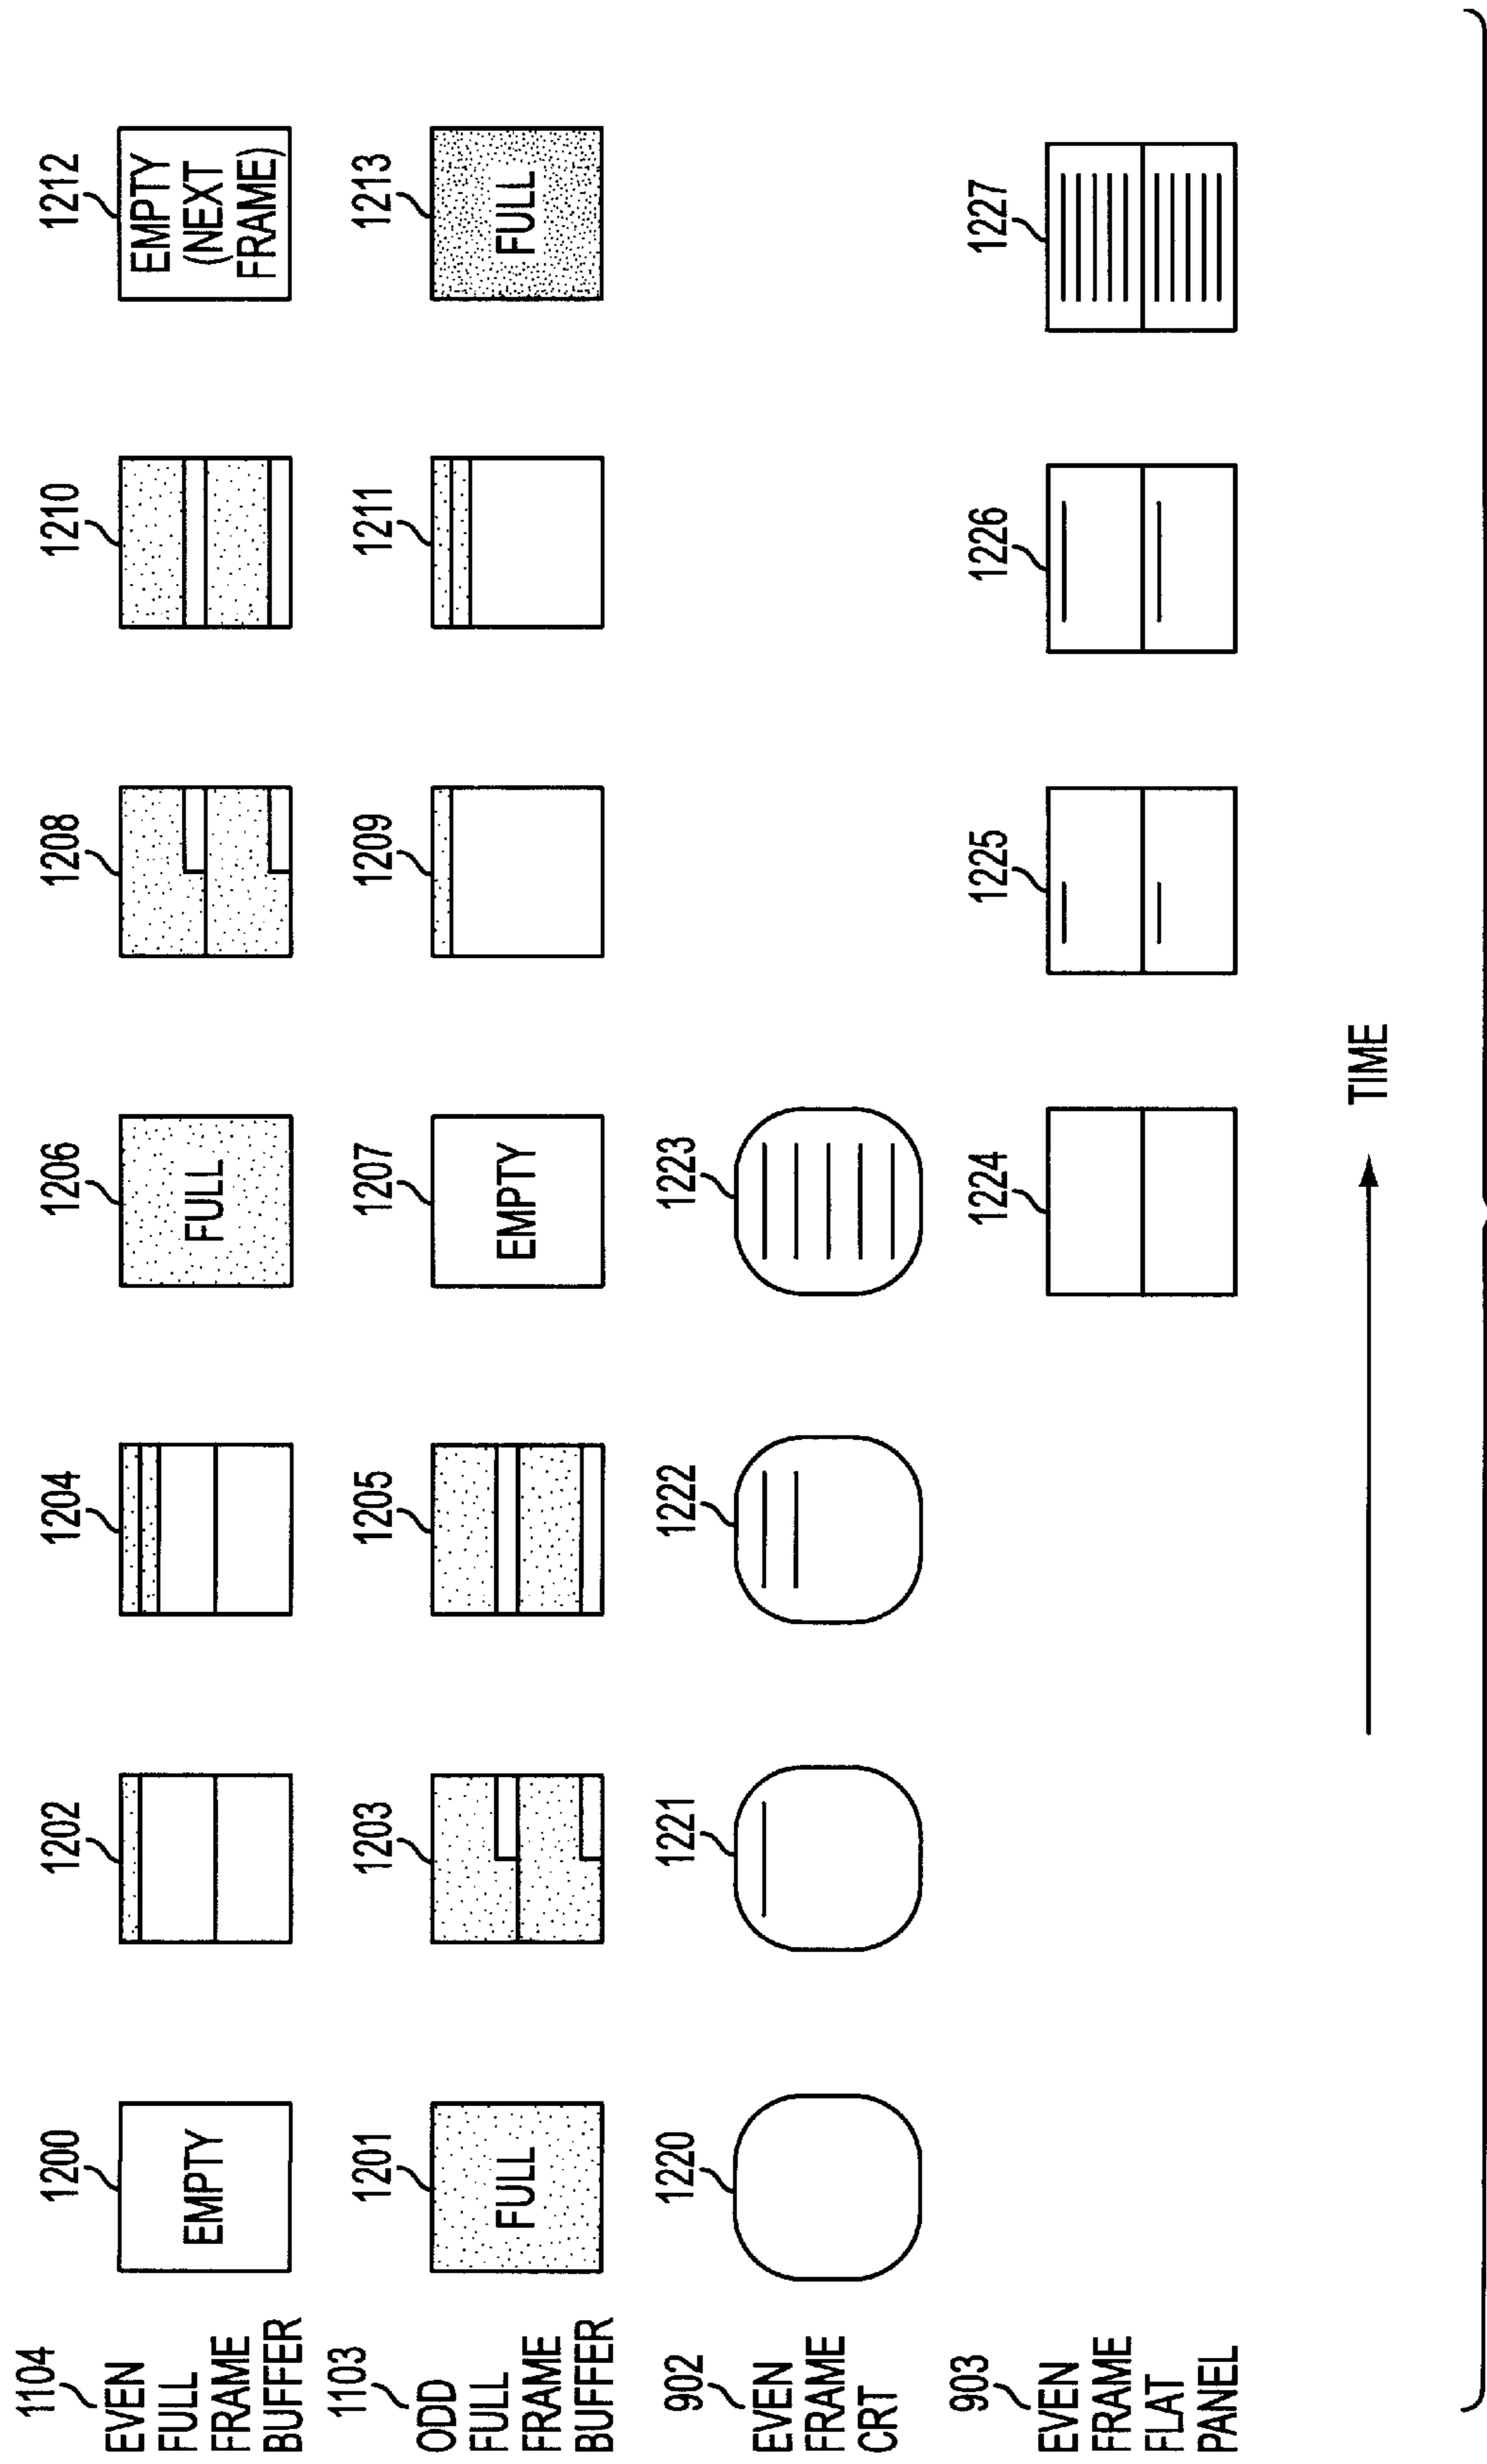 1104
EVEN
FULL
FRAME
BUFFER
1200
EMPTY
1202
1204
1206
FULL
1208
1210
1212
EMPTY
(NEXT
FRAME)
1103
ODD
FULL
FRAME
BUFFER
1201
FULL
1203
1205
1207
EMPTY
1209
1211
1213
FULL
902
EVEN
FRAME
CRT
1220
1221
1222
1223
903
EVEN
FRAME
FLAT
PANEL
1224
1225
1226
1227
TIME